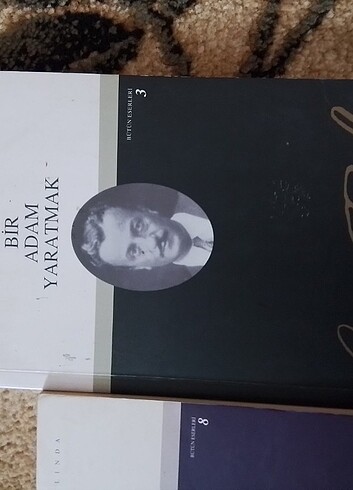 BİR
ADAM
YARATMAK
BÜTÜN ESERLERİ
3
BÜTÜN ESERLERİ
8